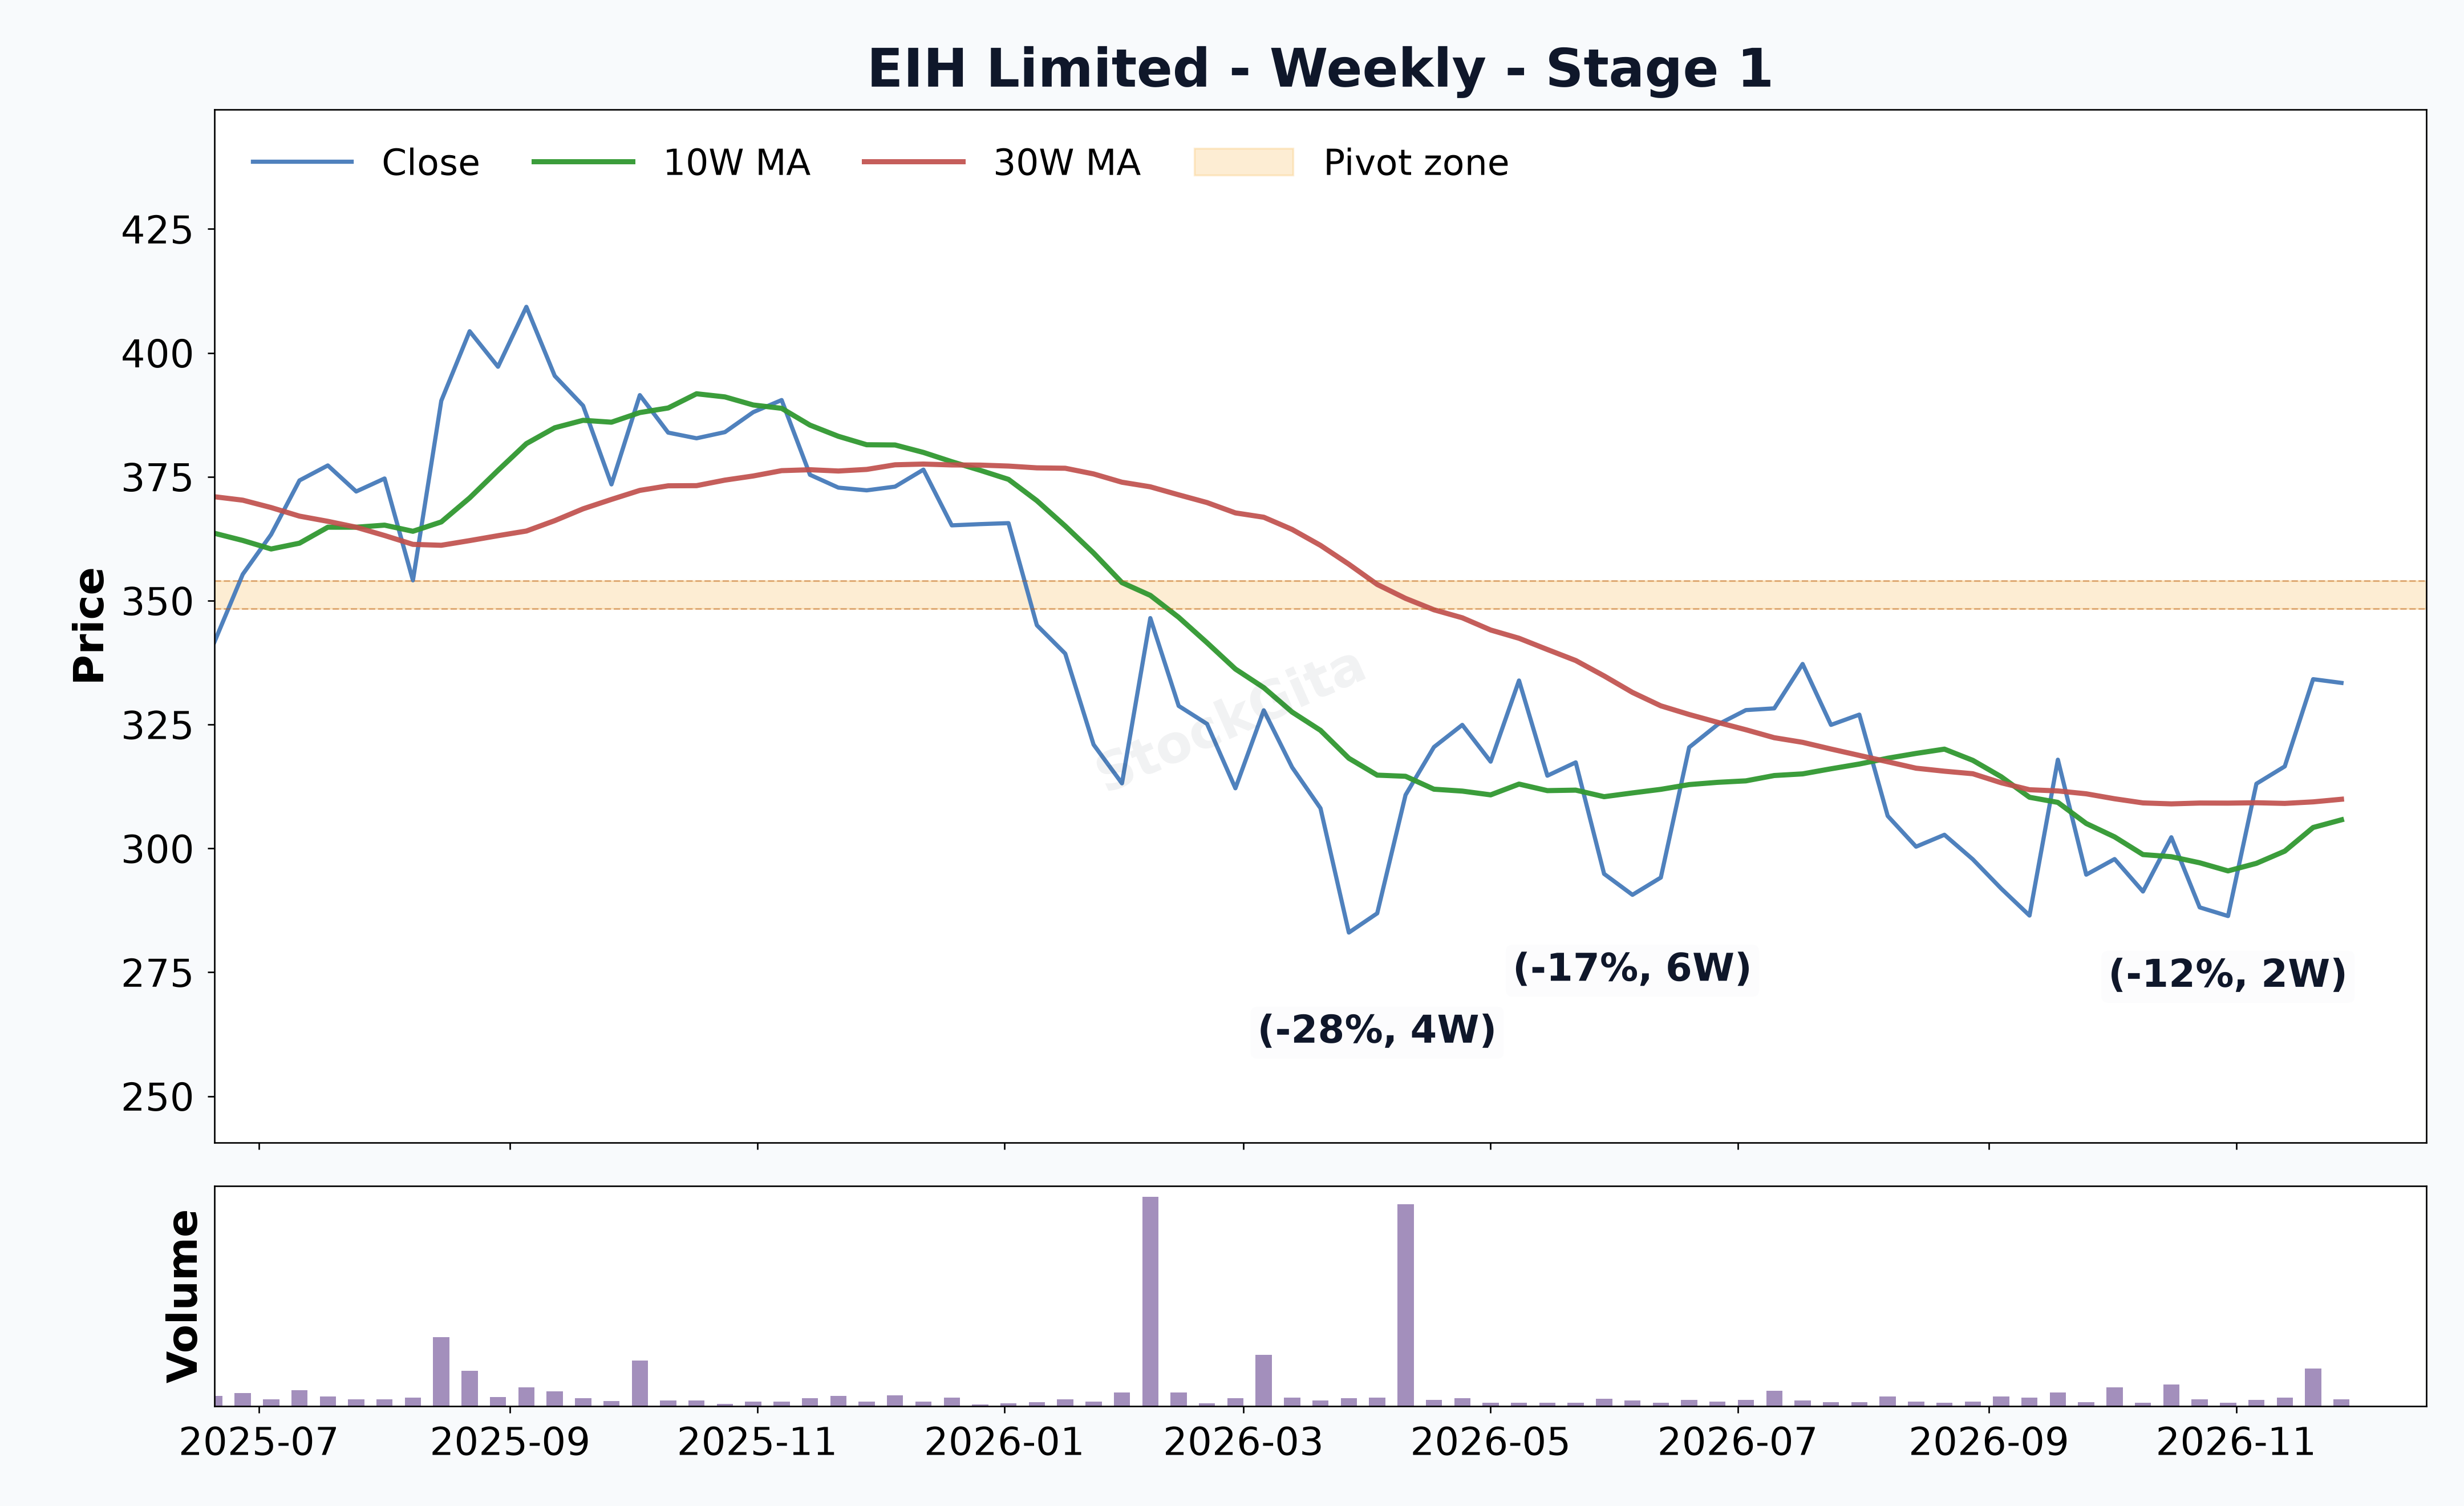 EIH Limited - Weekly - Stage 1
Close
10W MA
30W MA
Pivot zone
Price
425
400
375
350
325
300
275
250
StockGita
(-28%, 4W)
(-17%, 6W)
(-12%, 2W)
Volume
2025-07
2025-09
2025-11
2026-01
2026-03
2026-05
2026-07
2026-09
2026-11